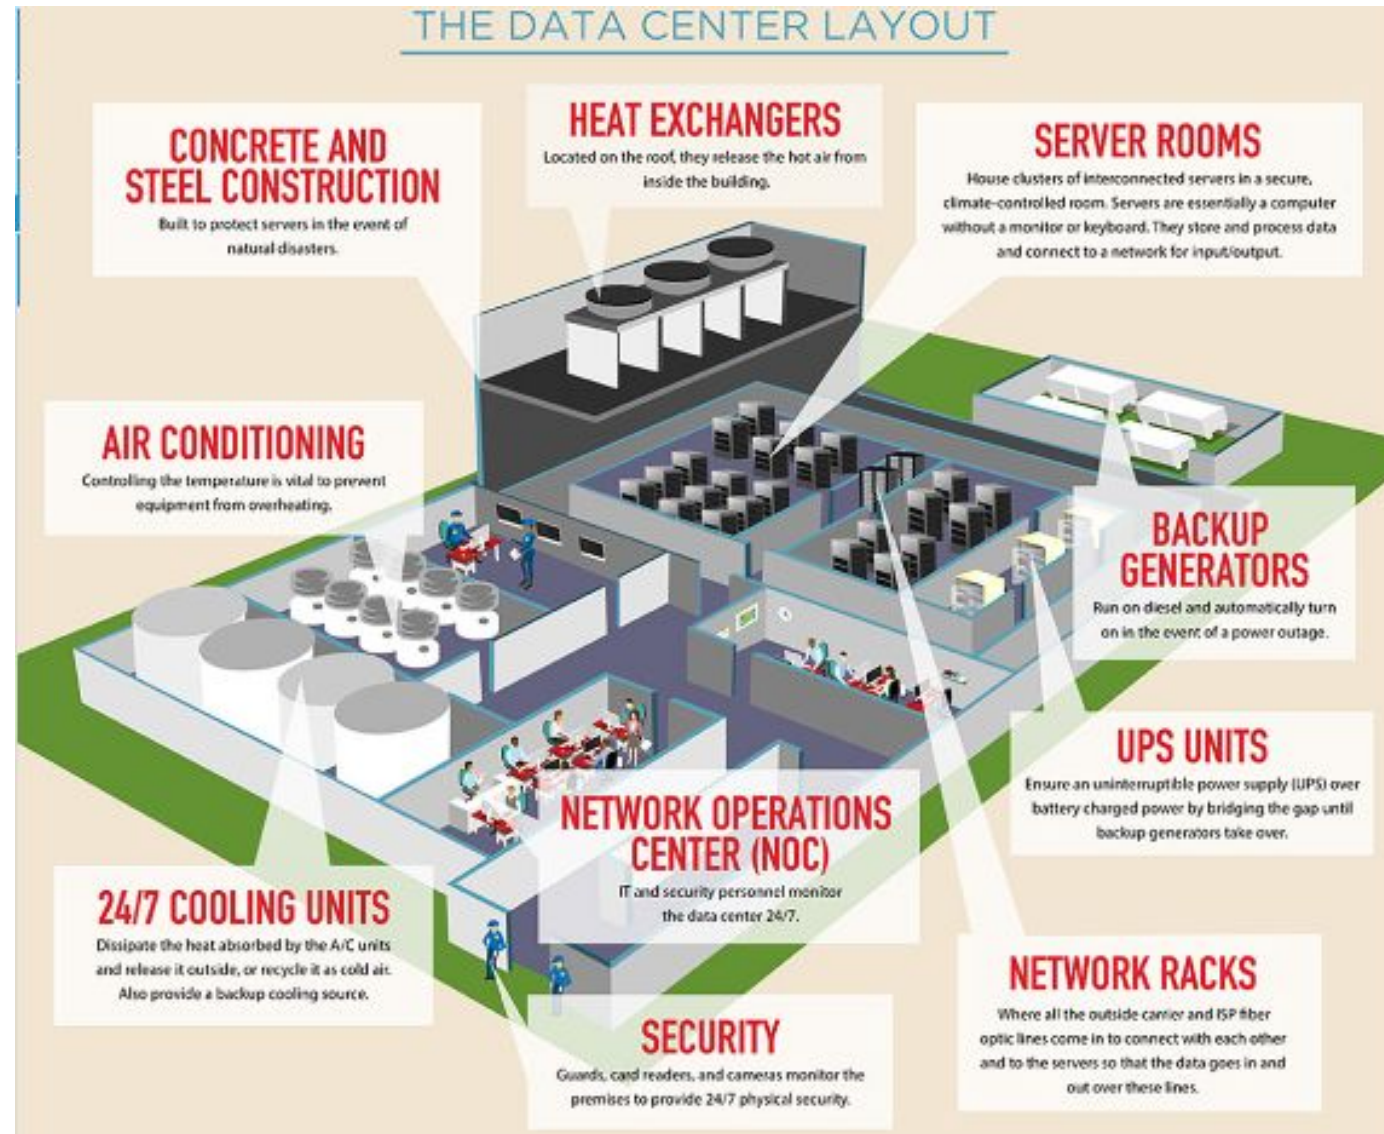 THE DATA CENTER LAYOUT
CONCRETE AND
STEEL CONSTRUCTION
Built to protect servers in the event of
natural disasters.
HEAT EXCHANGERS
Located on the roof, they release the hot air from
inside the building.
SERVER ROOMS
House clusters of interconnected servers in a secure,
climate-controlled room. Servers are essentially a computer
without a monitor or keyboard. They store and process data
and connect to a network for input/output.
AIR CONDITIONING
Controlling the temperature is vital to prevent
equipment from overheating.
BACKUP
GENERATORS
Run on diesel and automatically turn
on in the event of a power outage.
UPS UNITS
Ensure an uninterruptible power supply (UPS) over
battery charged power by bridging the gap until
backup generators take over.
NETWORK OPERATIONS
CENTER (NOC)
IT and security personnel monitor
the data center 24/7.
24/7 COOLING UNITS
Dissipate the heat absorbed by the A/C units
and release it outside, or recycle it as cold air.
Also provide a backup cooling source.
NETWORK RACKS
Where all the outside carrier and ISP fiber
optic lines come in to connect with each other
and to the servers so that the data goes in and
out over these lines.
SECURITY
Guards, card readers, and cameras monitor the
premises to provide 24/7 physical security.